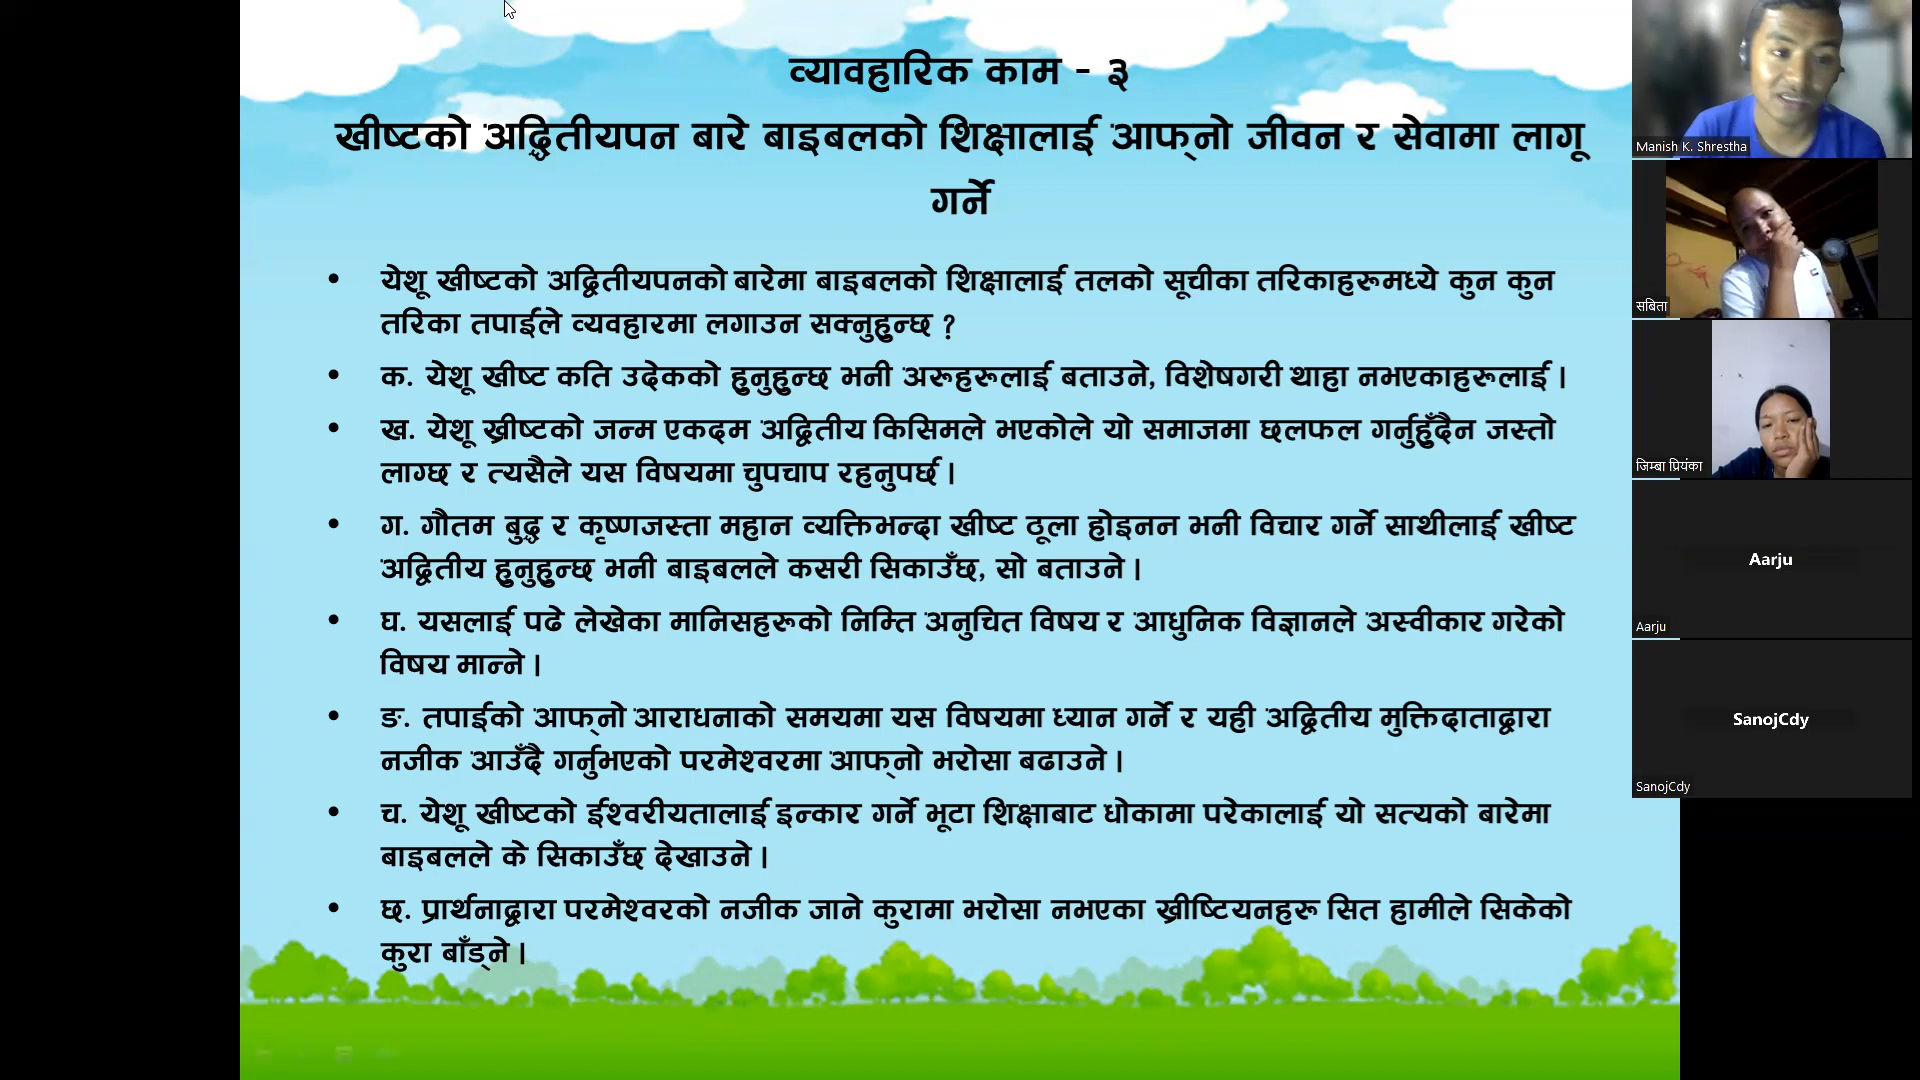 व्यावहारिक काम - ३
ख्रीष्टको अद्वितीयपन बारे बाइबलको शिक्षालाई आफ्नो जीवन र सेवामा लागू
गर्ने
• येशू ख्रीष्टको अद्वितीयपनको बारेमा बाइबलको शिक्षालाई तलको सूचीका तरिकाहरूमध्ये कुन कुन
तरिका तपाईले व्यवहारमा लगाउन सक्नुहुन्छ ?
• क. येशू ख्रीष्ट कति उदेकको हुनुहुन्छ भनी अरूहरूलाई बताउने, विशेषगरी थाहा नभएकाहरूलाई ।
• ख. येशू ख्रीष्टको जन्म एकदम अद्वितीय किसिमले भएकोले यो समाजमा छलफल गर्नुहुँदैन जस्तो
लाग्छ र त्यसैले यस विषयमा चुपचाप रहनुपर्छ ।
• ग. गौतम बुद्ध र कृष्णजस्ता महान व्यक्तिभन्दा ख्रीष्ट ठूला होइनन भनी विचार गर्ने साथीलाई ख्रीष्ट
अद्वितीय हुनुहुन्छ भनी बाइबलले कसरी सिकाउँछ, सो बताउने ।
• घ. यसलाई पढे लेखेका मानिसहरूको निम्ति अनुचित विषय र आधुनिक विज्ञानले अस्वीकार गरेको
विषय मान्ने ।
• ङ. तपाईको आफ्नो आराधनाको समयमा यस विषयमा ध्यान गर्ने र यही अद्वितीय मुक्तिदाताद्वारा
नजीक आउँदै गर्नुभएको परमेश्वरमा आफ्नो भरोसा बढाउने ।
• च. येशू ख्रीष्टको ईश्वरीयतालाई इन्कार गर्ने भूटा शिक्षाबाट धोकामा परेकालाई यो सत्यको बारेमा
बाइबलले के सिकाउँछ देखाउने ।
• छ. प्रार्थनाद्वारा परमेश्वरको नजीक जाने कुरामा भरोसा नभएका ख्रीष्टियनहरू सित हामीले सिकेको
कुरा बाँड्ने ।
Manish K. Shrestha
सबिता
जिम्बा प्रियंका
Aarju
Aarju
SanojCdy
SanojCdy